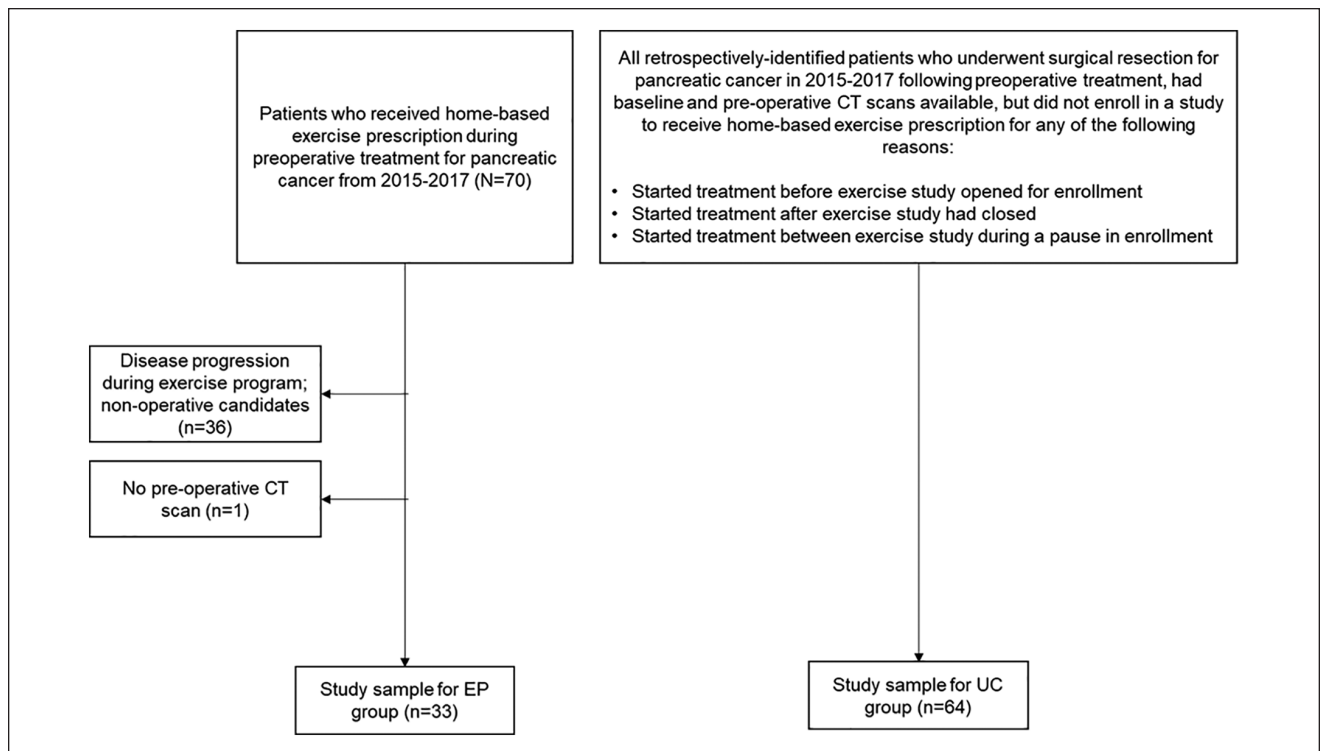 Patients who received home-based
exercise prescription during
preoperative treatment for pancreatic
cancer from 2015-2017 (N=70)
All retrospectively-identified patients who underwent surgical resection for
pancreatic cancer in 2015-2017 following preoperative treatment, had
baseline and pre-operative CT scans available, but did not enroll in a study
to receive home-based exercise prescription for any of the following
reasons:
• Started treatment before exercise study opened for enrollment
• Started treatment after exercise study had closed
• Started treatment between exercise study during a pause in enrollment
Disease progression
during exercise program;
non-operative candidates
(n=36)
No pre-operative CT
scan (n=1)
Study sample for EP
group (n=33)
Study sample for UC
group (n=64)